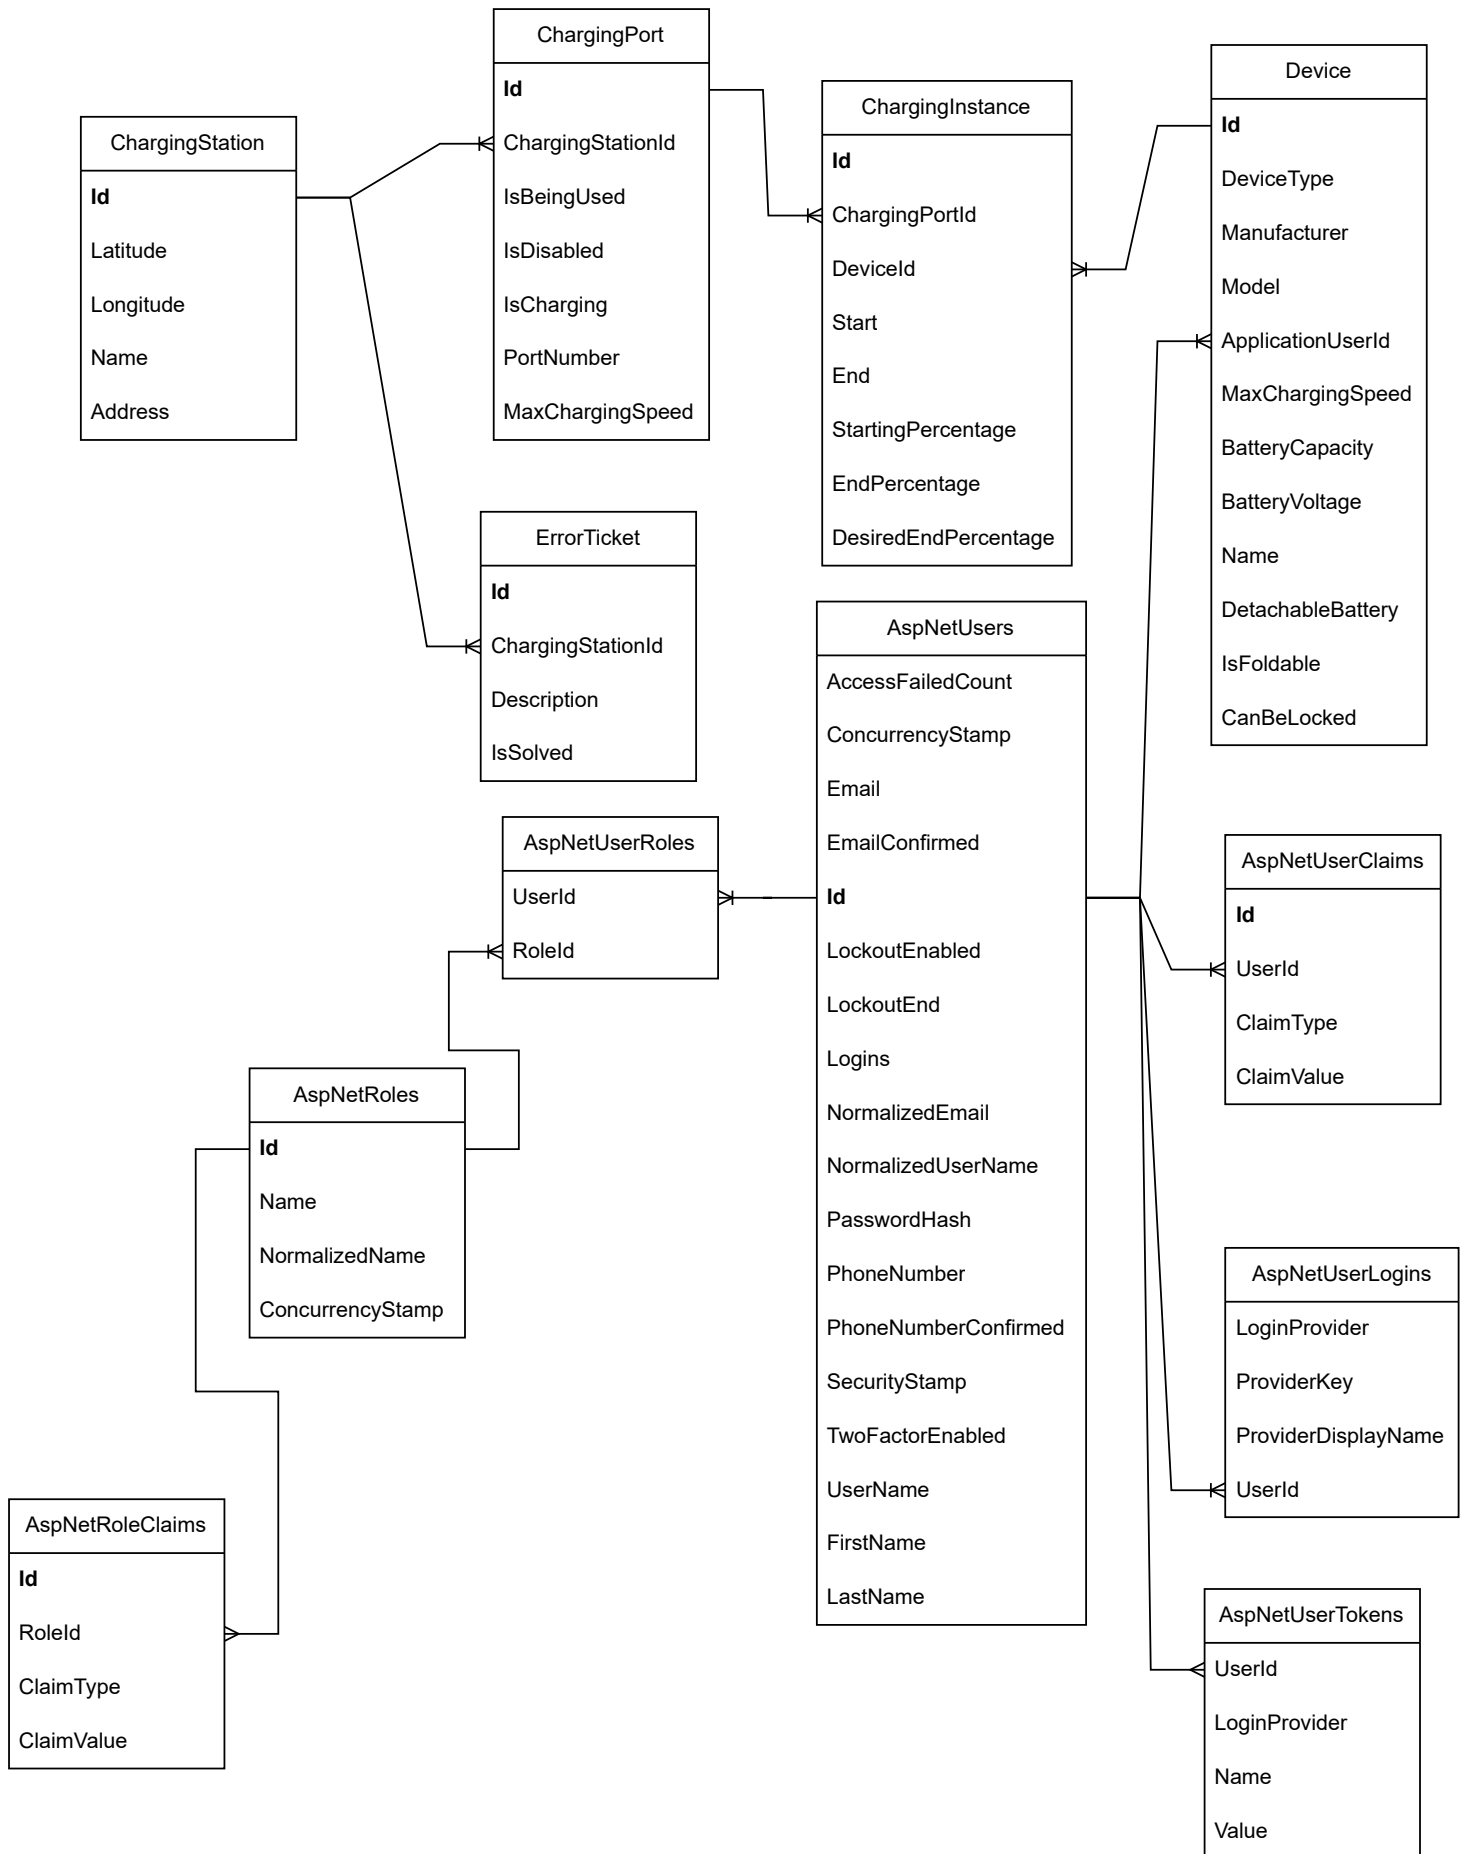 ChargingPort
Id
ChargingStationId
IsBeingUsed
IsDisabled
IsCharging
PortNumber
MaxChargingSpeed
Device
Id
DeviceType
Manufacturer
Model
ApplicationUserId
MaxChargingSpeed
BatteryCapacity
BatteryVoltage
Name
DetachableBattery
IsFoldable
CanBeLocked
ChargingInstance
Id
ChargingPortId
DeviceId
Start
End
StartingPercentage
EndPercentage
DesiredEndPercentage
ChargingStation
Id
Latitude
Longitude
Name
Address
ErrorTicket
Id
ChargingStationId
Description
IsSolved
AspNetUsers
AccessFailedCount
ConcurrencyStamp
Email
EmailConfirmed
Id
LockoutEnabled
LockoutEnd
Logins
NormalizedEmail
NormalizedUserName
PasswordHash
PhoneNumber
PhoneNumberConfirmed
SecurityStamp
TwoFactorEnabled
UserName
FirstName
LastName
AspNetUserRoles
UserId
RoleId
AspNetUserClaims
Id
UserId
ClaimType
ClaimValue
AspNetRoles
Id
Name
NormalizedName
ConcurrencyStamp
AspNetUserLogins
LoginProvider
ProviderKey
ProviderDisplayName
UserId
AspNetRoleClaims
Id
RoleId
ClaimType
ClaimValue
AspNetUserTokens
UserId
LoginProvider
Name
Value